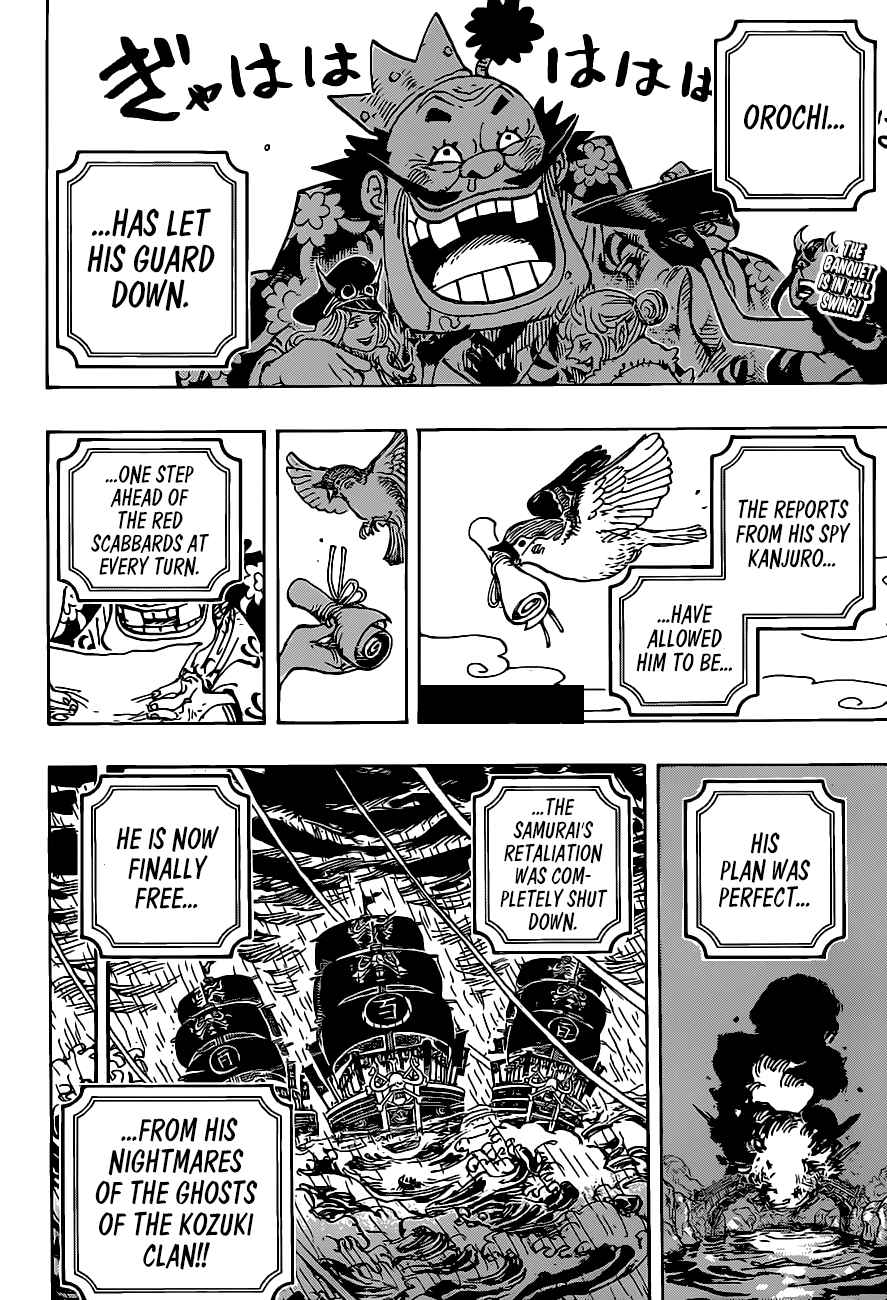 ぎゃはは
はははは
OROCHI...
...HAS LET
HIS GUARD
DOWN.
THE
BANQUET
IS IN FULL
SWING!
THE REPORTS
FROM HIS SPY
KANJURO...
...HAVE
ALLOWED
HIM TO BE...
...ONE STEP
AHEAD OF
THE RED
SCABBARDS AT
EVERY TURN.
HIS
PLAN WAS
PERFECT...
...THE
SAMURAI'S
RETALIATION
WAS COM-
PLETELY SHUT
DOWN.
HE IS NOW
FINALLY
FREE...
...FROM HIS
NIGHTMARES
OF THE GHOSTS
OF THE KOZUKI
CLAN!!